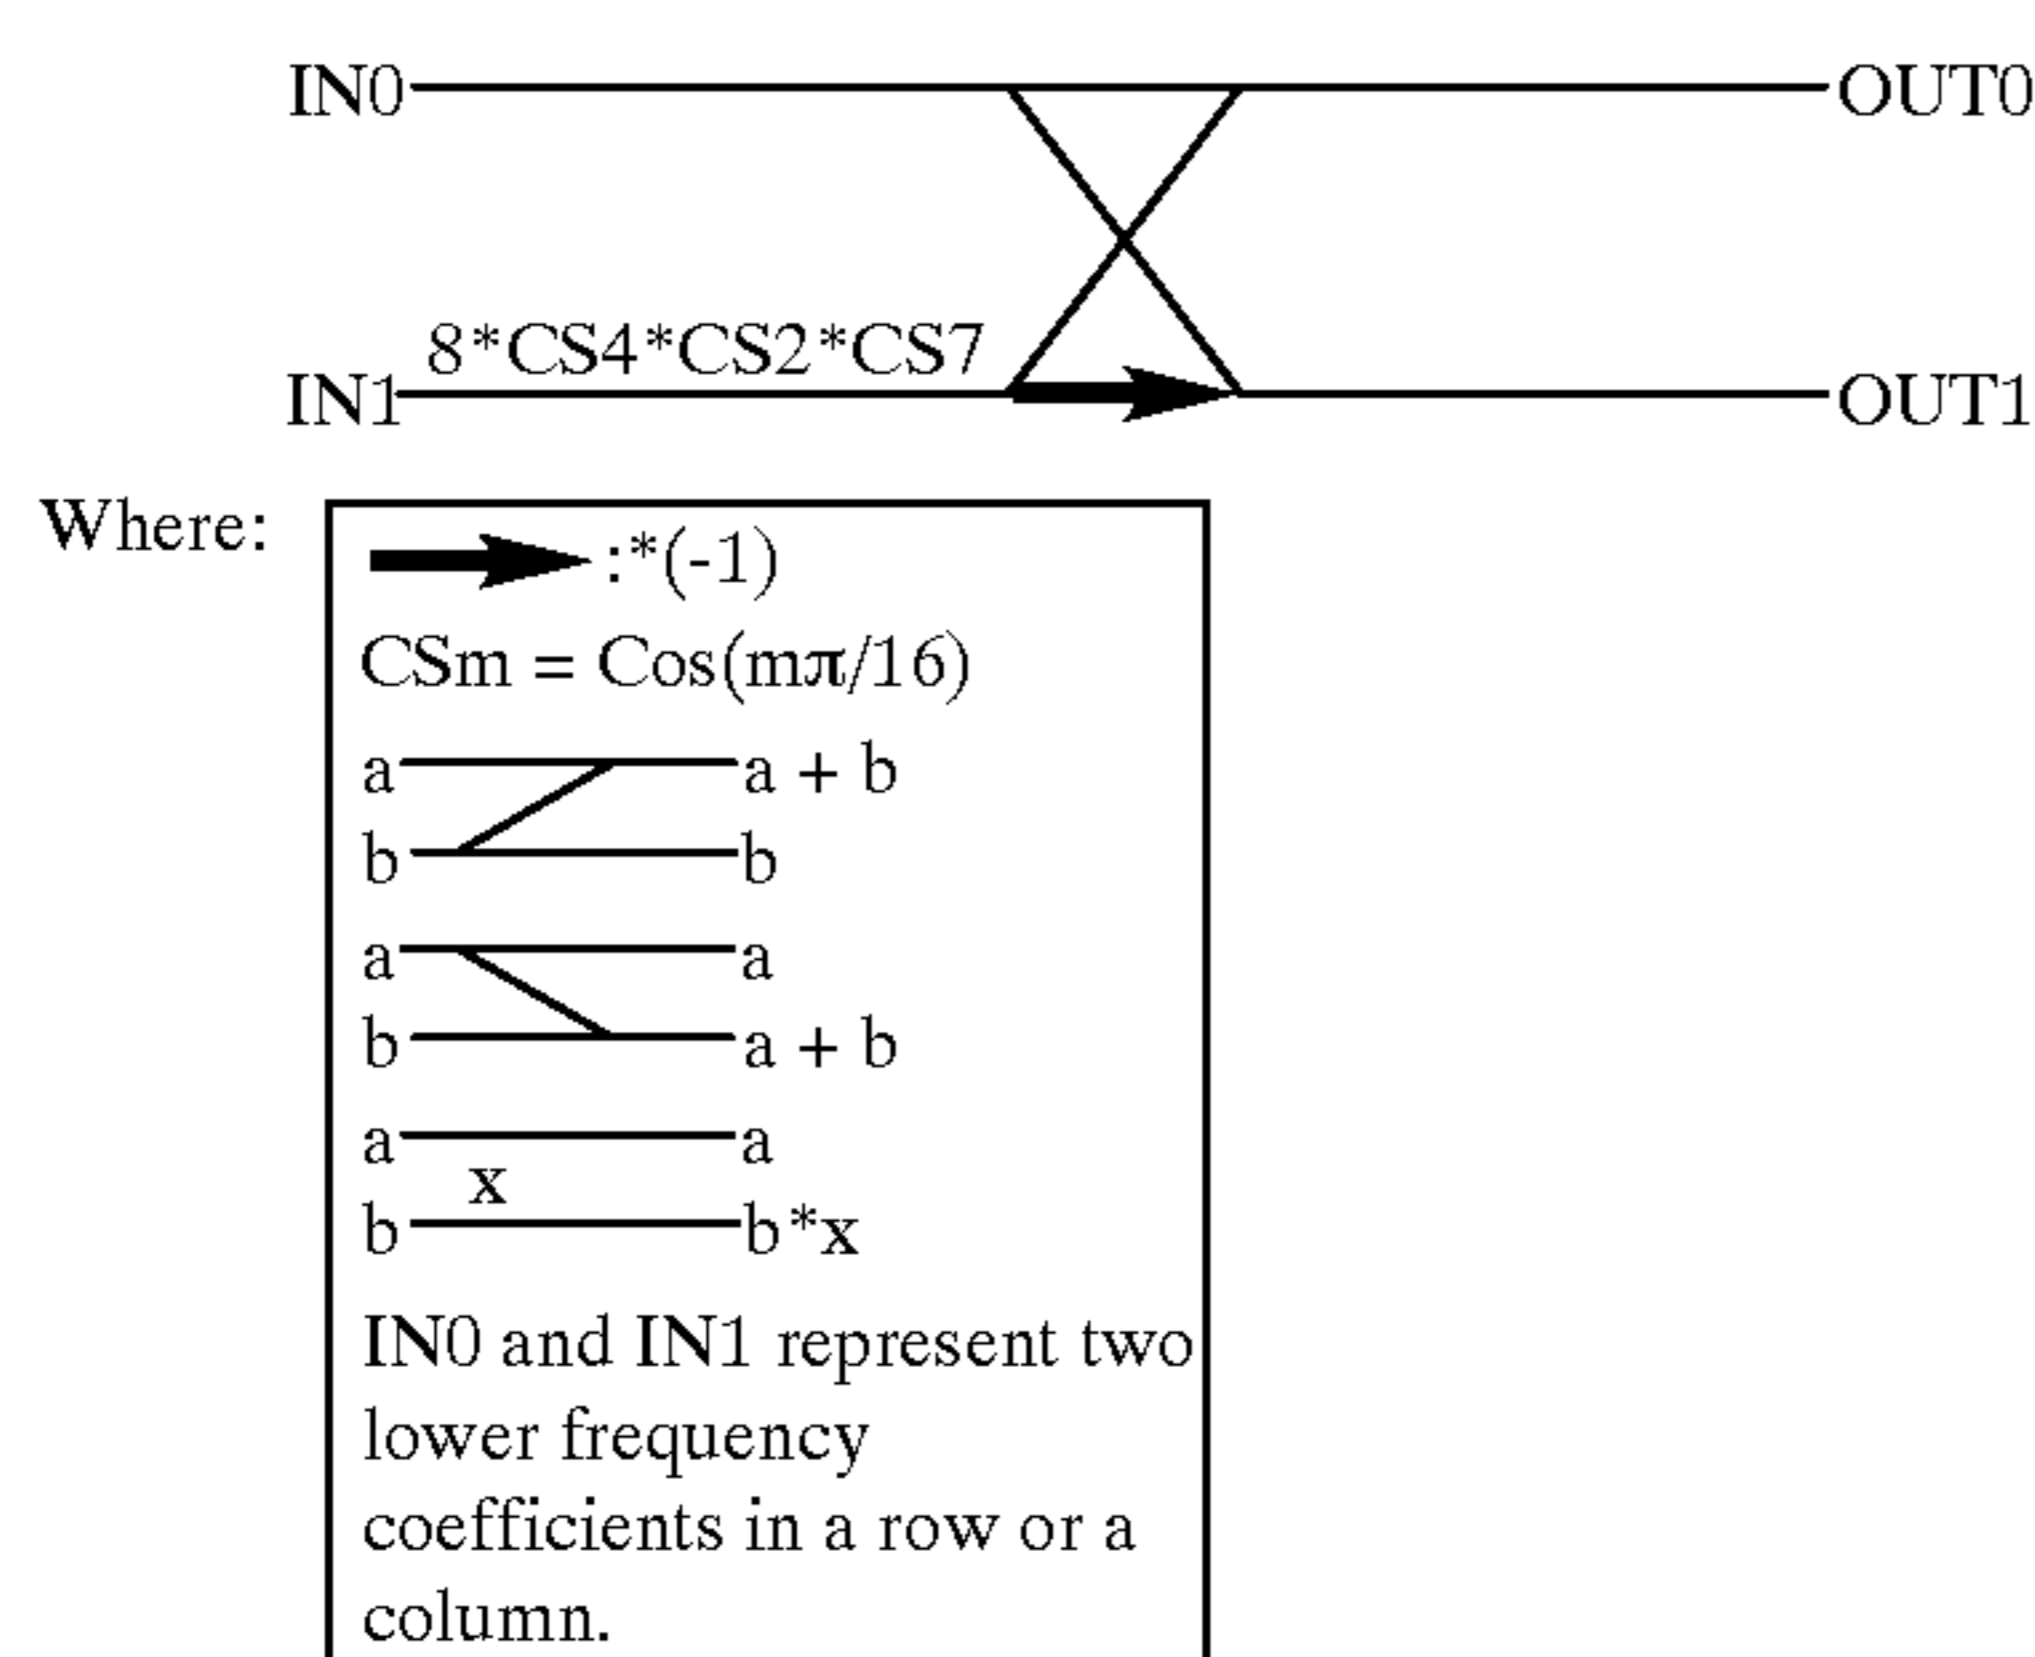 IN0 OUT0
8*CS4*CS2*CS7
IN1 OUT1
Where:
:*(-1)
CSm = Cos(mπ/16)
a a + b
b b
a a
b a + b
a a
x
b b*x
IN0 and IN1 represent two
lower frequency
coefficients in a row or a
column.